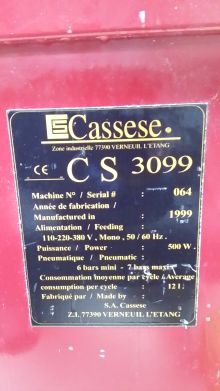 CS Cassese.
Zone industrielle 77390 VERNEUIL L'ETANG
CE C S 3099
Machine N° / Serial # : 064
Année de fabrication /
Manufactured in : 1999
Alimentation / Feeding :
110-220-380 V , Mono , 50 / 60 Hz .
Puissance / Power : 500 W .
Pneumatique / Pneumatic :
6 bars mini - 7 bars maxi
Consommation moyenne par cycle / Average
consumption per cycle : 12 l .
Fabriqué par / Made by
S.A. Cassese
Z.I. 77390 VERNEUIL L'ETANG